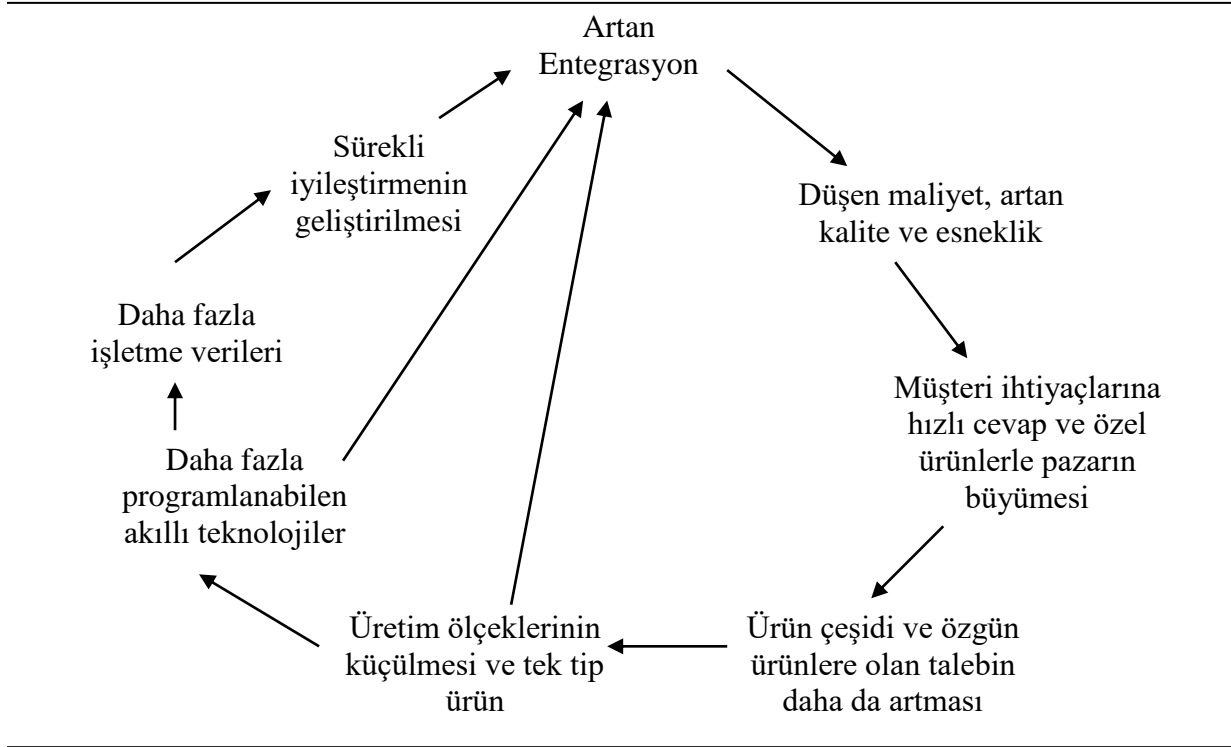 Artan
Entegrasyon
Düşen maliyet, artan
kalite ve esneklik
Müşteri ihtiyaçlarına
hızlı cevap ve özel
ürünlerle pazarın
büyümesi
Ürün çeşidi ve özgün
ürünlere olan talebin
daha da artması
Üretim ölçeklerinin
küçülmesi ve tek tip
ürün
Daha fazla
programlanabilen
akıllı teknolojiler
Daha fazla
işletme verileri
Sürekli
iyileştirmenin
geliştirilmesi